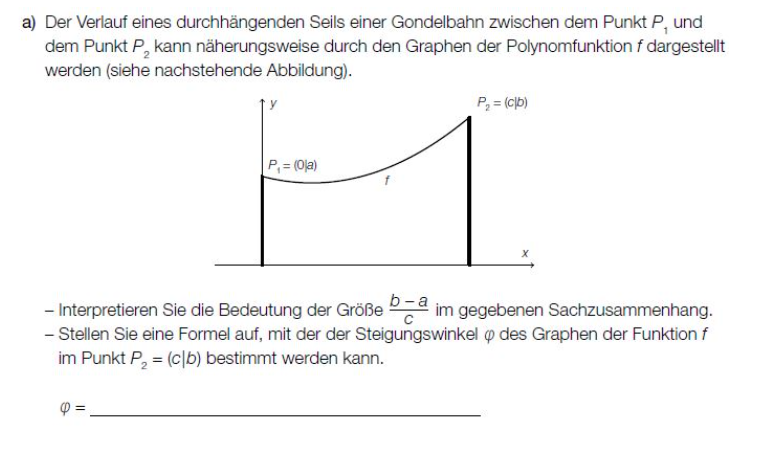 a) Der Verlauf eines durchhängenden Seils einer Gondelbahn zwischen dem Punkt P₁ und
dem Punkt P₂ kann näherungsweise durch den Graphen der Polynomfunktion f dargestellt
werden (siehe nachstehende Abbildung).
y
P₂ = (c|b)
P₁ = (0|a)
f
x
– Interpretieren Sie die Bedeutung der Größe (b – a)/c im gegebenen Sachzusammenhang.
– Stellen Sie eine Formel auf, mit der der Steigungswinkel φ des Graphen der Funktion f
im Punkt P₂ = (c|b) bestimmt werden kann.
φ =